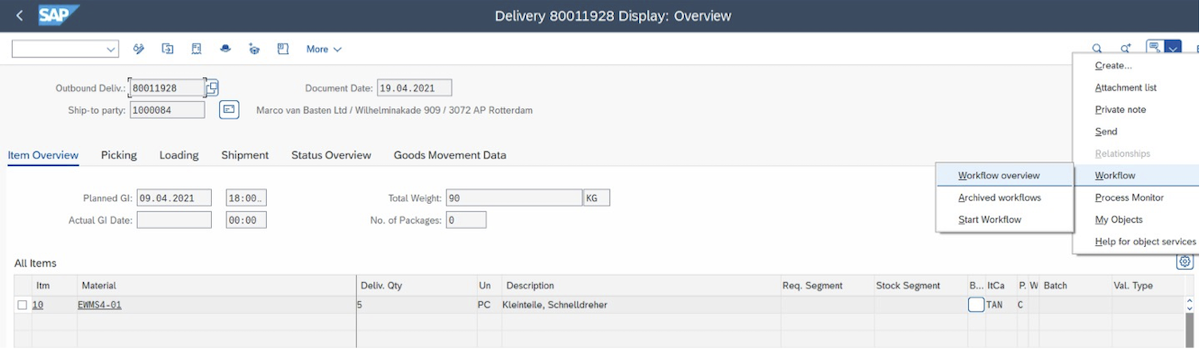 SAP Delivery 80011928 Display: Overview
More
Create...
Outbound Deliv.: 80011928 Document Date: 19.04.2021
Attachment list
Ship-to party: 1000084 Marco van Basten Ltd / Wilhelminakade 909 / 3072 AP Rotterdam
Private note
Send
Item Overview Picking Loading Shipment Status Overview Goods Movement Data
Relationships
Workflow overview Workflow
Planned GI: 09.04.2021 18:00.. Total Weight: 90 KG
Archived workflows Process Monitor
Actual GI Date: 00:00 No. of Packages: 0
Start Workflow My Objects
Help for object services
All Items
Itm Material Deliv. Qty Un Description Req. Segment Stock Segment B... ItCa P. W Batch Val. Type
10 EWMS4-01 5 PC Kleinteile, Schnelldreher TAN C